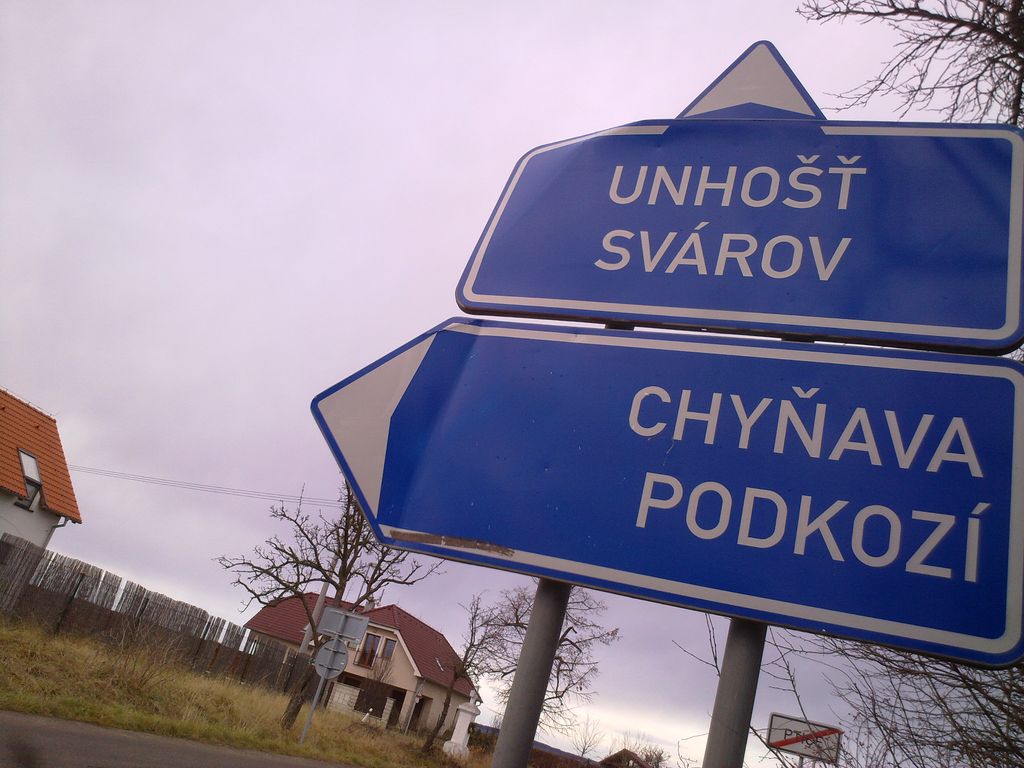 UNHOŠŤ
SVÁROV
CHYŇAVA
PODKOZÍ